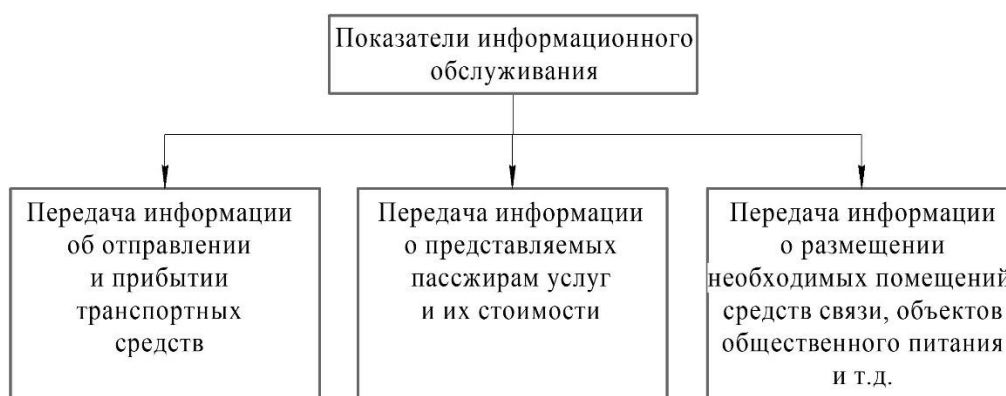 Показатели информационного
обслуживания
Передача информации
об отправлении
и прибытии
транспортных
средств
Передача информации
о представляемых
пассжирам услуг
и их стоимости
Передача информации
о размещении
необходимых помещений
средств связи, объектов
общественного питания
и т.д.